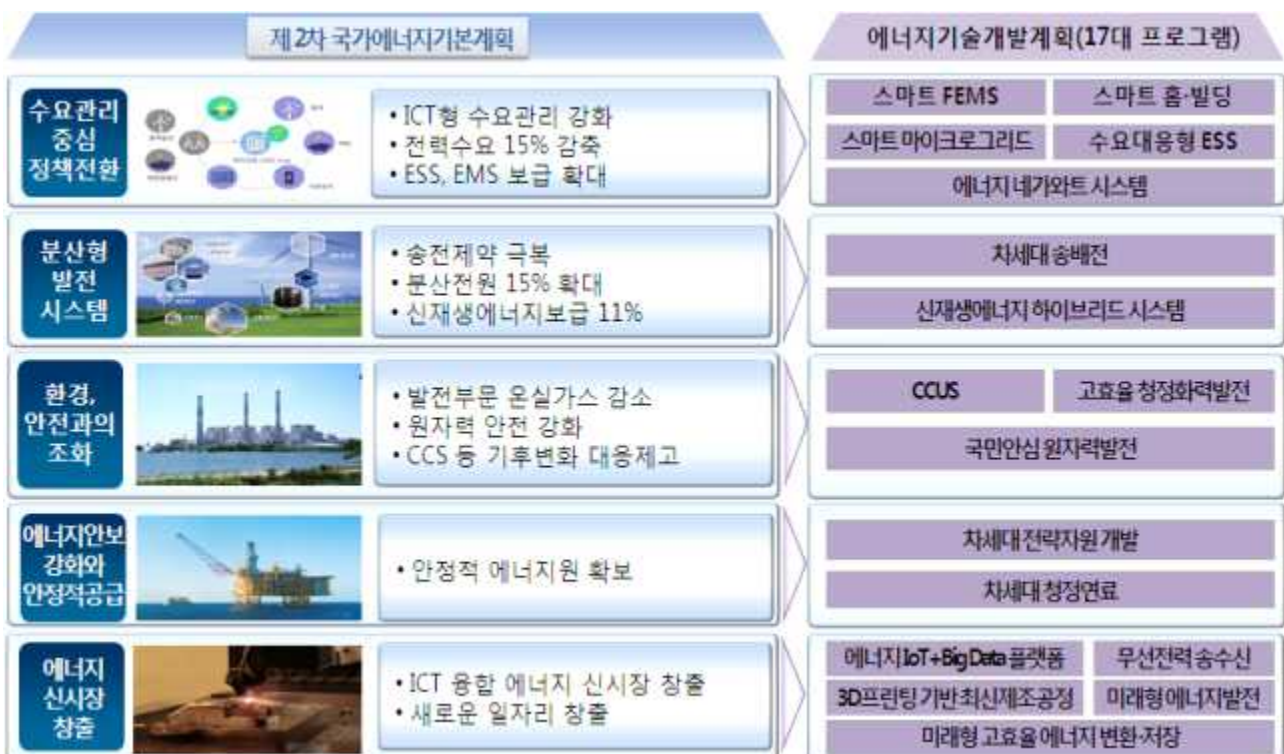 제2차 국가에너지기본계획
에너지기술개발계획(17대 프로그램)
수요관리
중심
정책전환
• ICT형 수요관리 강화
• 전력수요 15% 감축
• ESS, EMS 보급 확대
스마트 FEMS
스마트 홈·빌딩
스마트 마이크로그리드
수요대응형 ESS
에너지 네가와트 시스템
분산형
발전
시스템
• 송전제약 극복
• 분산전원 15% 확대
• 신재생에너지보급 11%
차세대 송배전
신재생에너지 하이브리드 시스템
환경,
안전과의
조화
• 발전부문 온실가스 감소
• 원자력 안전 강화
• CCS 등 기후변화 대응제고
CCUS
고효율 청정화력발전
국민안심 원자력발전
에너지안보
강화와
안정적공급
• 안정적 에너지원 확보
차세대 전략자원 개발
차세대 청정연료
에너지
신시장
창출
• ICT 융합 에너지 신시장 창출
• 새로운 일자리 창출
에너지 IoT+Big Data 플랫폼
무선전력 송수신
3D프린팅 기반 최신제조공정
미래형 에너지발전
미래형 고효율 에너지 변환·저장